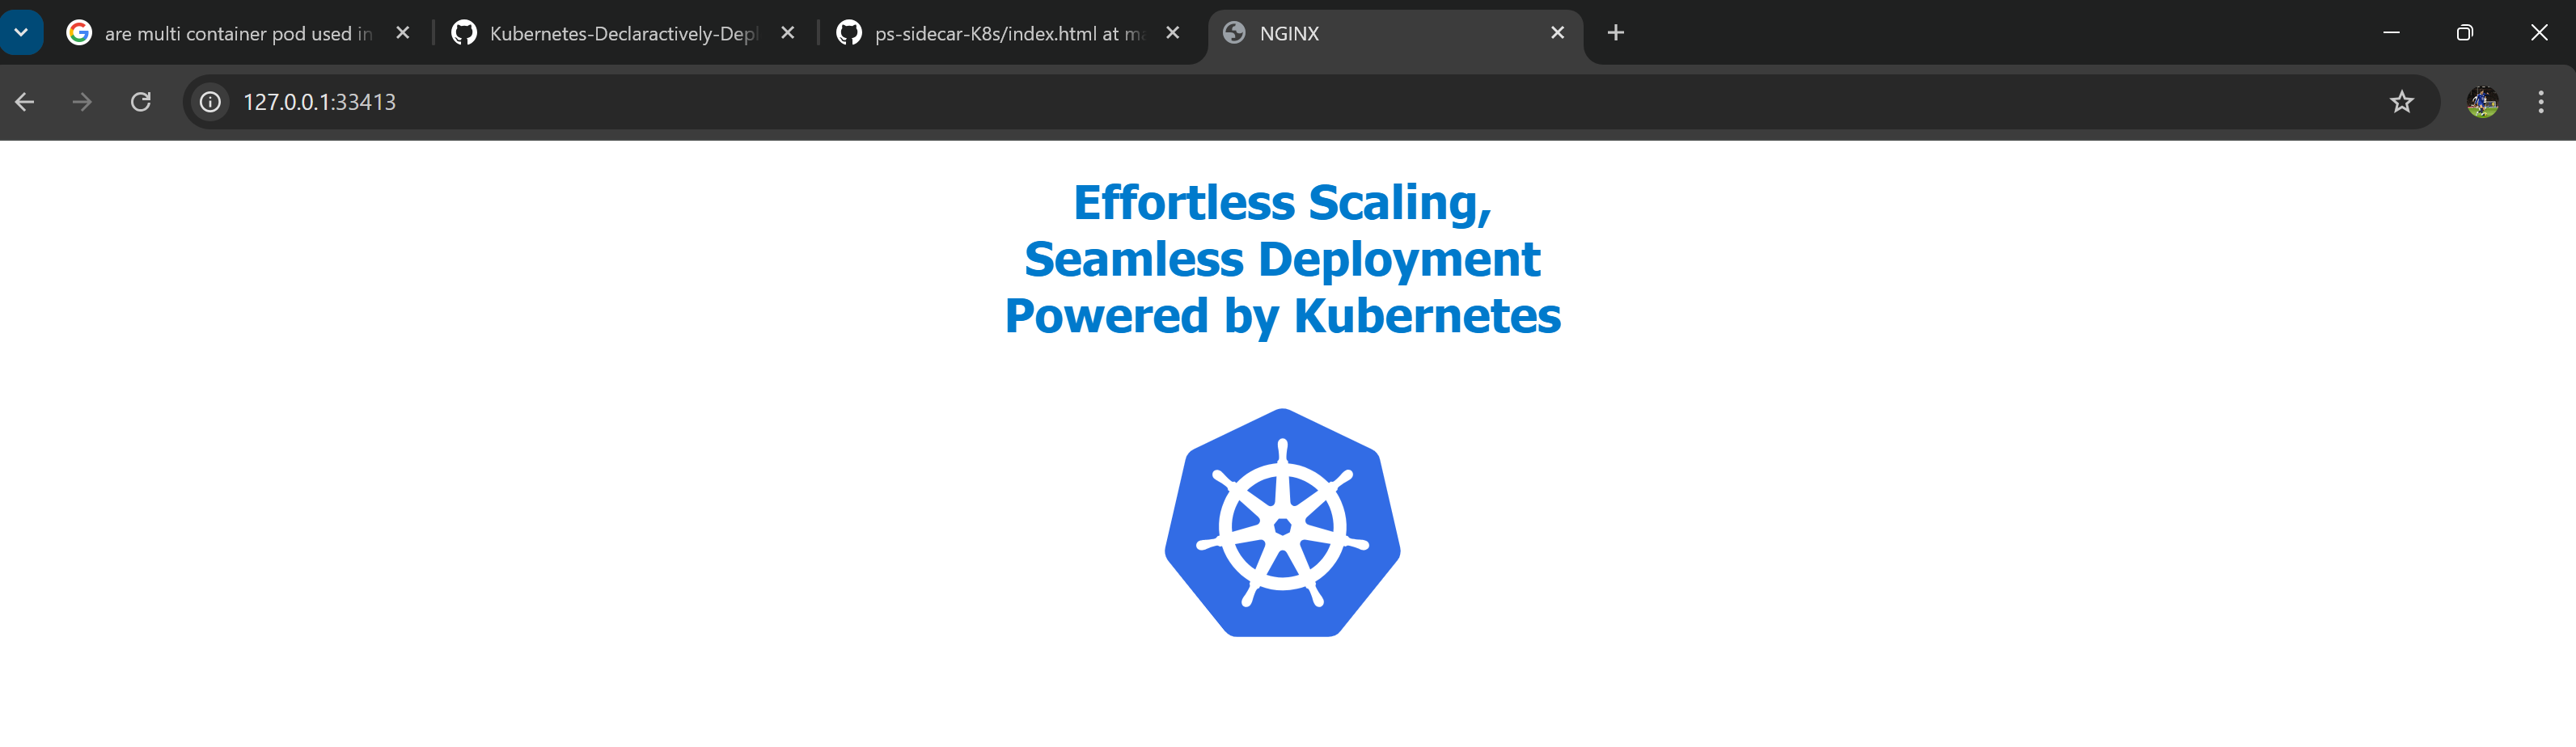 are multi container pod used in
Kubernetes-Declaractively-Depl
ps-sidecar-K8s/index.html at ma
NGINX
127.0.0.1:33413
Effortless Scaling,
Seamless Deployment
Powered by Kubernetes